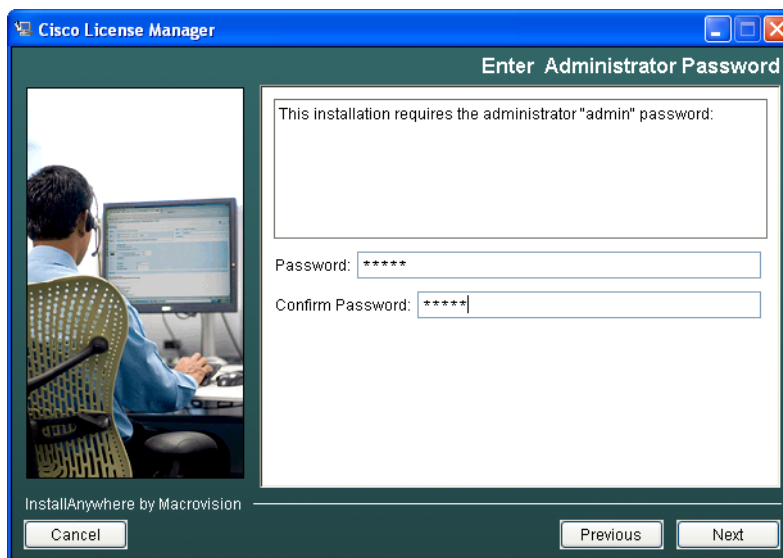 Cisco License Manager
Enter Administrator Password
This installation requires the administrator "admin" password:
Password: *****
Confirm Password: *****
InstallAnywhere by Macrovision
Cancel
Previous
Next